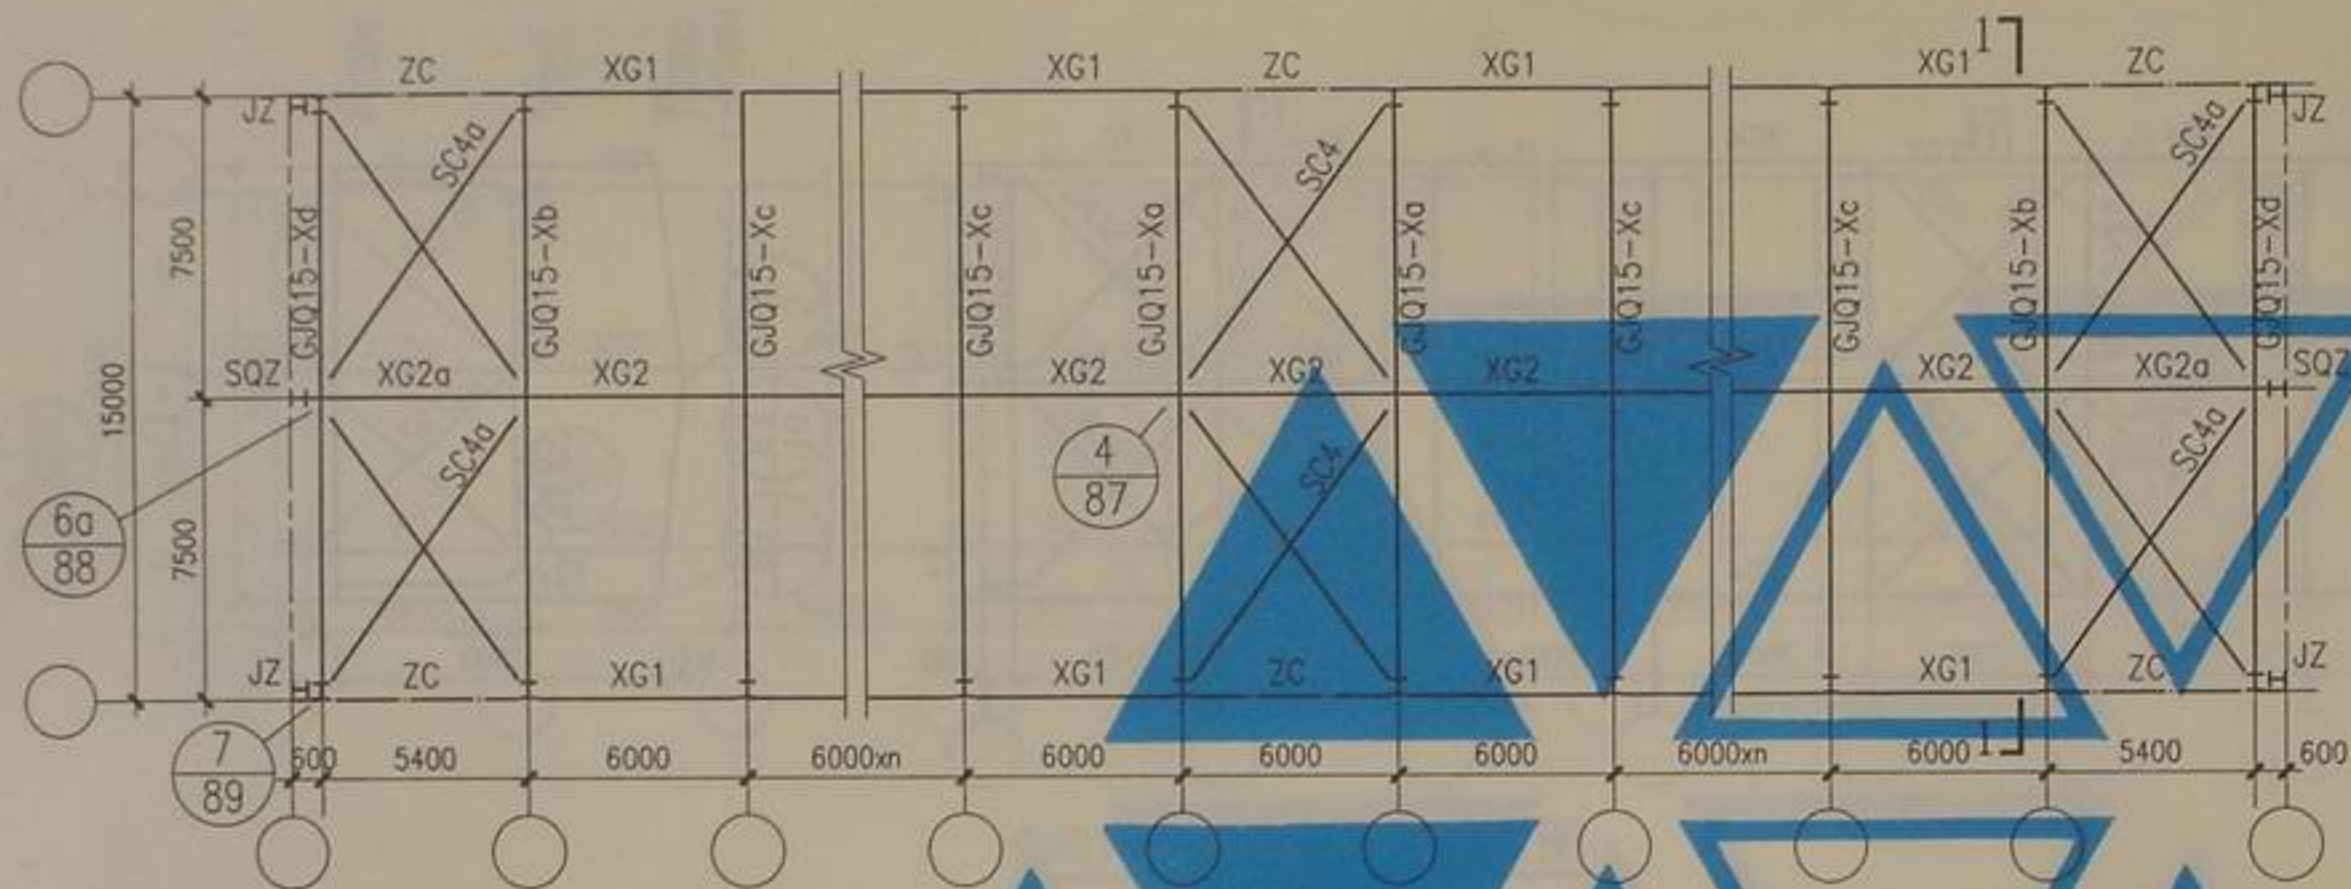 ZC XG1 XG1 ZC XG1 XG1 1 ZC
JZ JZ
SC4a SC4 SC4a
7500 GJQ15-Xd GJQ15-Xb GJQ15-Xc GJQ15-Xc GJQ15-Xa GJQ15-Xa GJQ15-Xc GJQ15-Xc GJQ15-Xb GJQ15-Xd
SQZ XG2a XG2 XG2 XG2 XG2 XG2 XG2a SQZ
15000
SC4a SC4 SC4a
4
87
6a
88
7500
JZ ZC XG1 XG1 ZC XG1 XG1 ZC JZ
7
89
600 5400 6000 6000xn 6000 6000 6000 6000xn 6000 1 5400 600